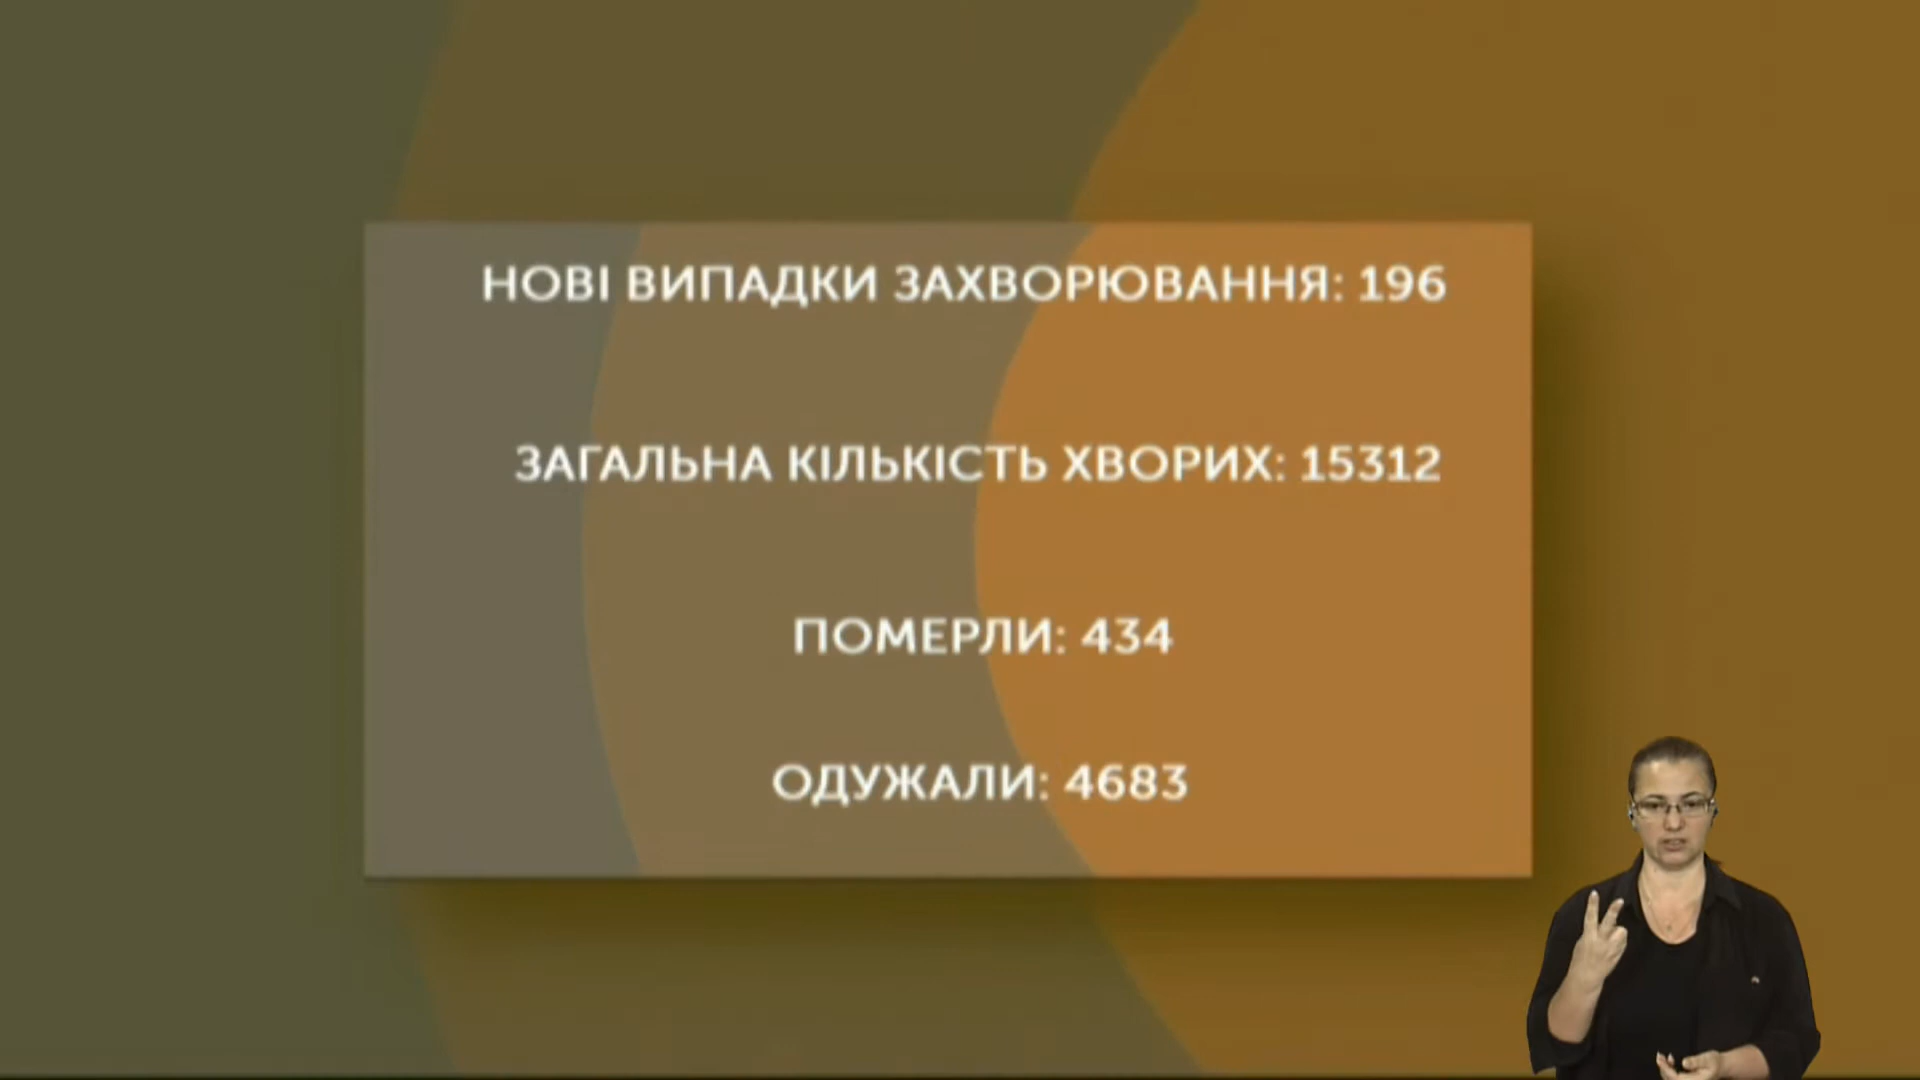 НОВІ ВИПАДКИ ЗАХВОРЮВАННЯ: 196
ЗАГАЛЬНА КІЛЬКІСТЬ ХВОРИХ: 15312
ПОМЕРЛИ: 434
ОДУЖАЛИ: 4683